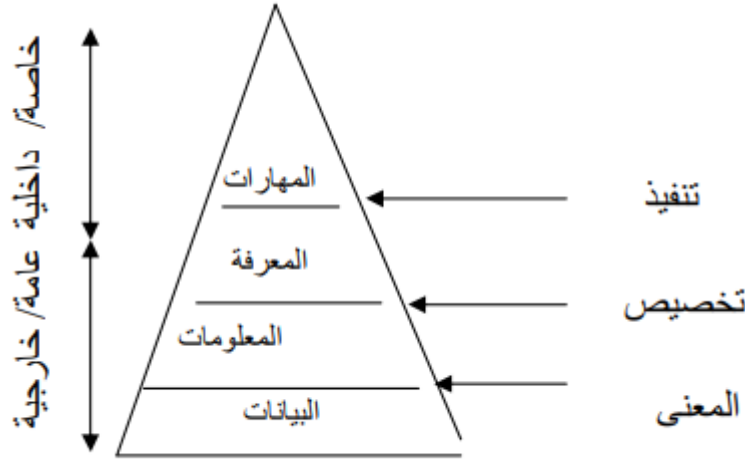 المهارات
تنفيذ
المعرفة
تخصيص
المعلومات
المعنى
البيانات
خاصة/ داخلية
عامة/ خارجية